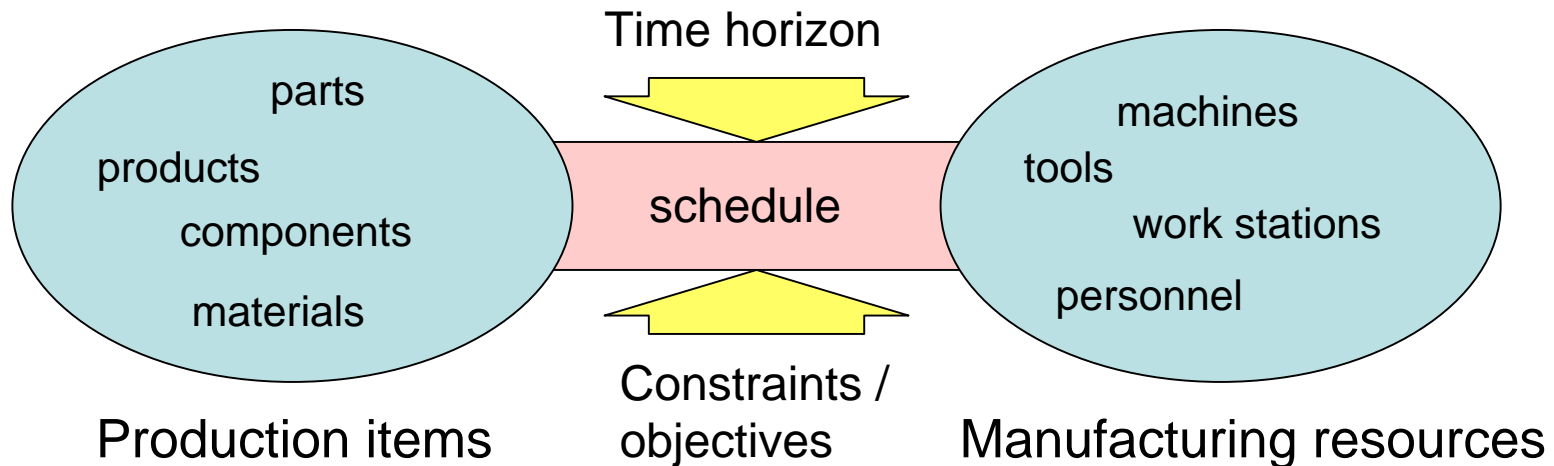 Time horizon
parts
products
components
materials
schedule
machines
tools
work stations
personnel
Constraints /
objectives
Production items
Manufacturing resources